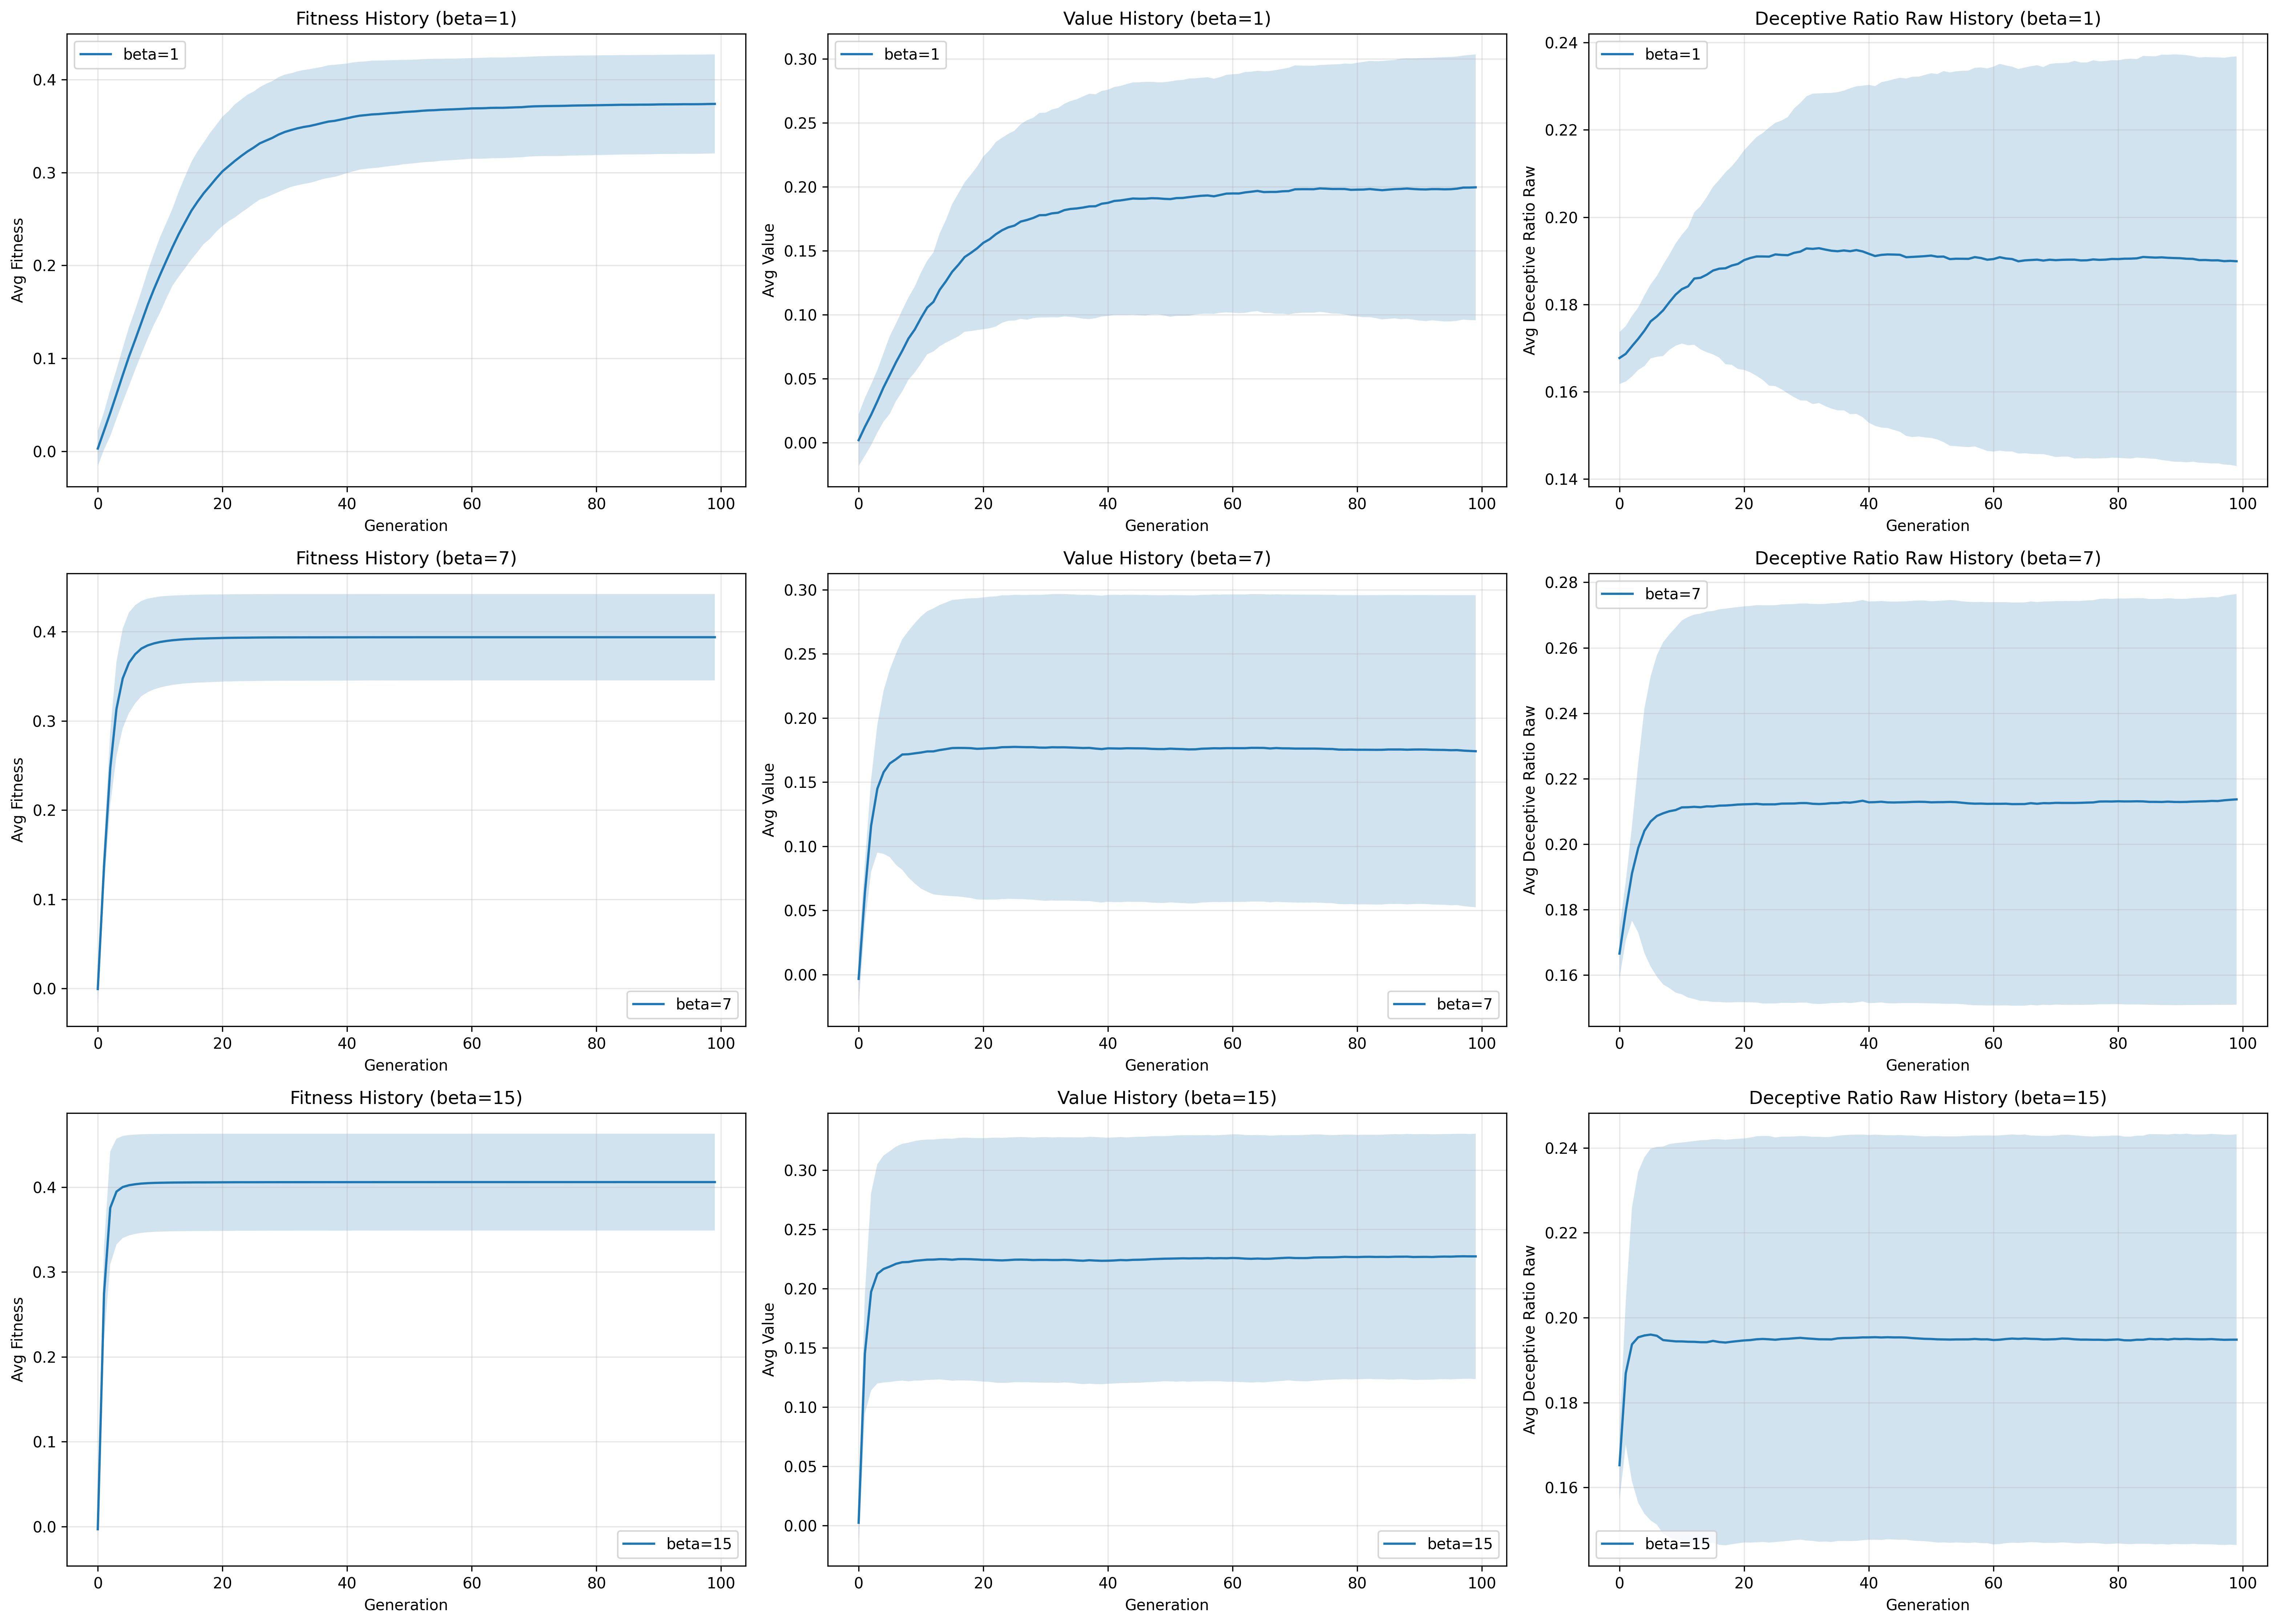 Fitness History (beta=1)
beta=1
Avg Fitness
0.4
0.3
0.2
0.1
0.0
0 20 40 60 80 100
Generation
Value History (beta=1)
beta=1
Avg Value
0.30
0.25
0.20
0.15
0.10
0.05
0.00
0 20 40 60 80 100
Generation
Deceptive Ratio Raw History (beta=1)
beta=1
Avg Deceptive Ratio Raw
0.24
0.22
0.20
0.18
0.16
0.14
0 20 40 60 80 100
Generation
Fitness History (beta=7)
Avg Fitness
0.4
0.3
0.2
0.1
0.0
beta=7
0 20 40 60 80 100
Generation
Value History (beta=7)
Avg Value
0.30
0.25
0.20
0.15
0.10
0.05
0.00
beta=7
0 20 40 60 80 100
Generation
Deceptive Ratio Raw History (beta=7)
beta=7
Avg Deceptive Ratio Raw
0.28
0.26
0.24
0.22
0.20
0.18
0.16
0 20 40 60 80 100
Generation
Fitness History (beta=15)
Avg Fitness
0.4
0.3
0.2
0.1
0.0
beta=15
0 20 40 60 80 100
Generation
Value History (beta=15)
Avg Value
0.30
0.25
0.20
0.15
0.10
0.05
0.00
beta=15
0 20 40 60 80 100
Generation
Deceptive Ratio Raw History (beta=15)
Avg Deceptive Ratio Raw
0.24
0.22
0.20
0.18
0.16
beta=15
0 20 40 60 80 100
Generation